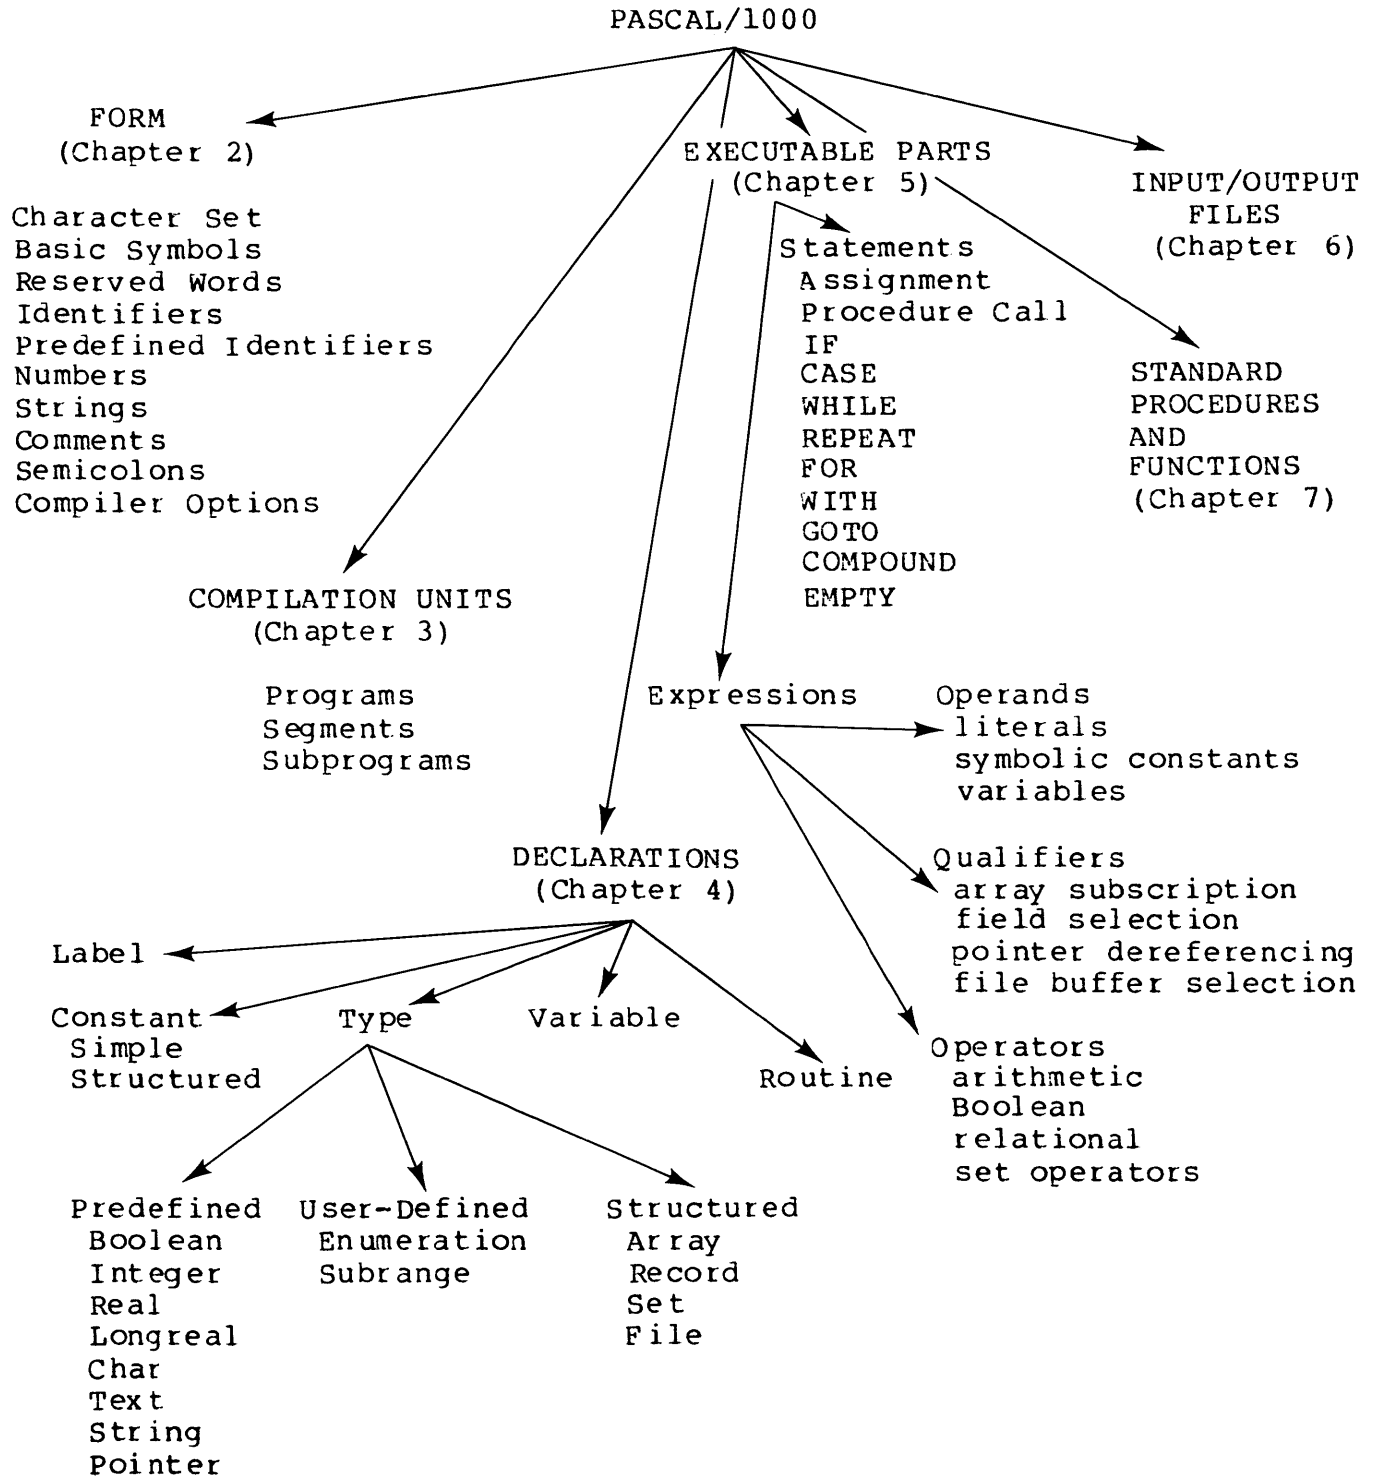 PASCAL/1000
FORM
(Chapter 2)
Character Set
Basic Symbols
Reserved Words
Identifiers
Predefined Identifiers
Numbers
Strings
Comments
Semicolons
Compiler Options
COMPILATION UNITS
(Chapter 3)
Programs
Segments
Subprograms
EXECUTABLE PARTS
(Chapter 5)
Statements
Assignment
Procedure Call
IF
CASE
WHILE
REPEAT
FOR
WITH
GOTO
COMPOUND
EMPTY
INPUT/OUTPUT
FILES
(Chapter 6)
STANDARD
PROCEDURES
AND
FUNCTIONS
(Chapter 7)
Expressions
Operands
literals
symbolic constants
variables
Qualifiers
array subscription
field selection
pointer dereferencing
file buffer selection
Operators
arithmetic
Boolean
relational
set operators
DECLARATIONS
(Chapter 4)
Label
Constant
Simple
Structured
Type
Variable
Routine
Predefined
Boolean
Integer
Real
Longreal
Char
Text
String
Pointer
User-Defined
Enumeration
Subrange
Structured
Array
Record
Set
File